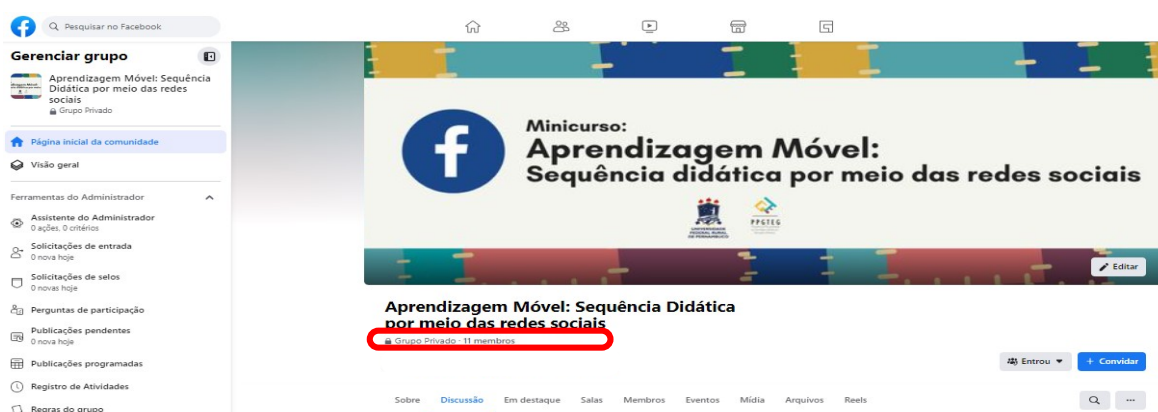 Pesquisar no Facebook
Gerenciar grupo
Aprendizagem Móvel: Sequência
Didática por meio das redes
sociais
Grupo Privado
Página inicial da comunidade
Visão geral
Ferramentas do Administrador
Assistente do Administrador
0 ações, 0 critérios
Solicitações de entrada
0 nova hoje
Solicitações de selos
0 novas hoje
Perguntas de participação
Publicações pendentes
0 nova hoje
Publicações programadas
Registro de Atividades
Regras do grupo
Minicurso:
Aprendizagem Móvel:
Sequência didática por meio das redes sociais
UNIVERSIDADE
FEDERAL RURAL
DE PERNAMBUCO
PPGTEG
Editar
Aprendizagem Móvel: Sequência Didática
por meio das redes sociais
Grupo Privado · 11 membros
Entrou
+ Convidar
Sobre Discussão Em destaque Salas Membros Eventos Mídia Arquivos Reels